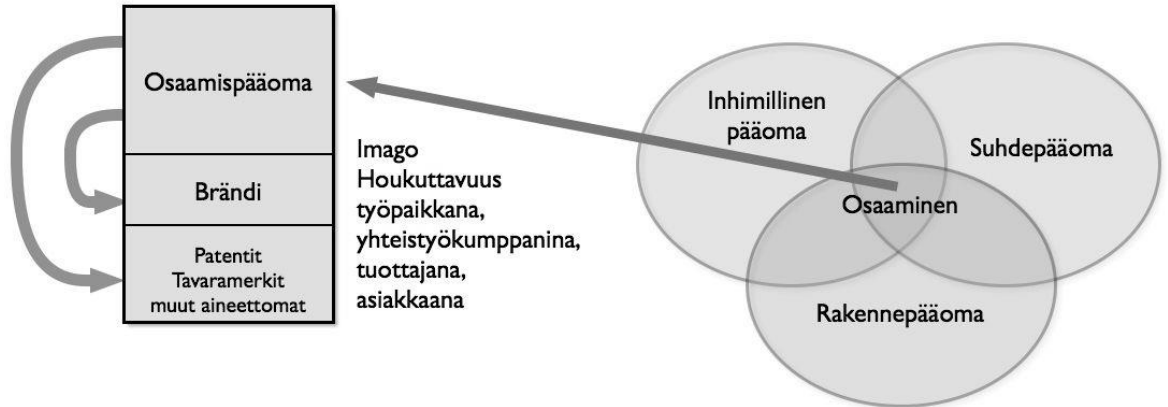 Osaamispääoma
Brändi
Patentit
Tavaramerkit
muut aineettomat
Imago
Houkuttavuus
työpaikkana,
yhteistyökumppanina,
tuottajana,
asiakkaana
Inhimillinen
pääoma
Suhdepääoma
Osaaminen
Rakennepääoma